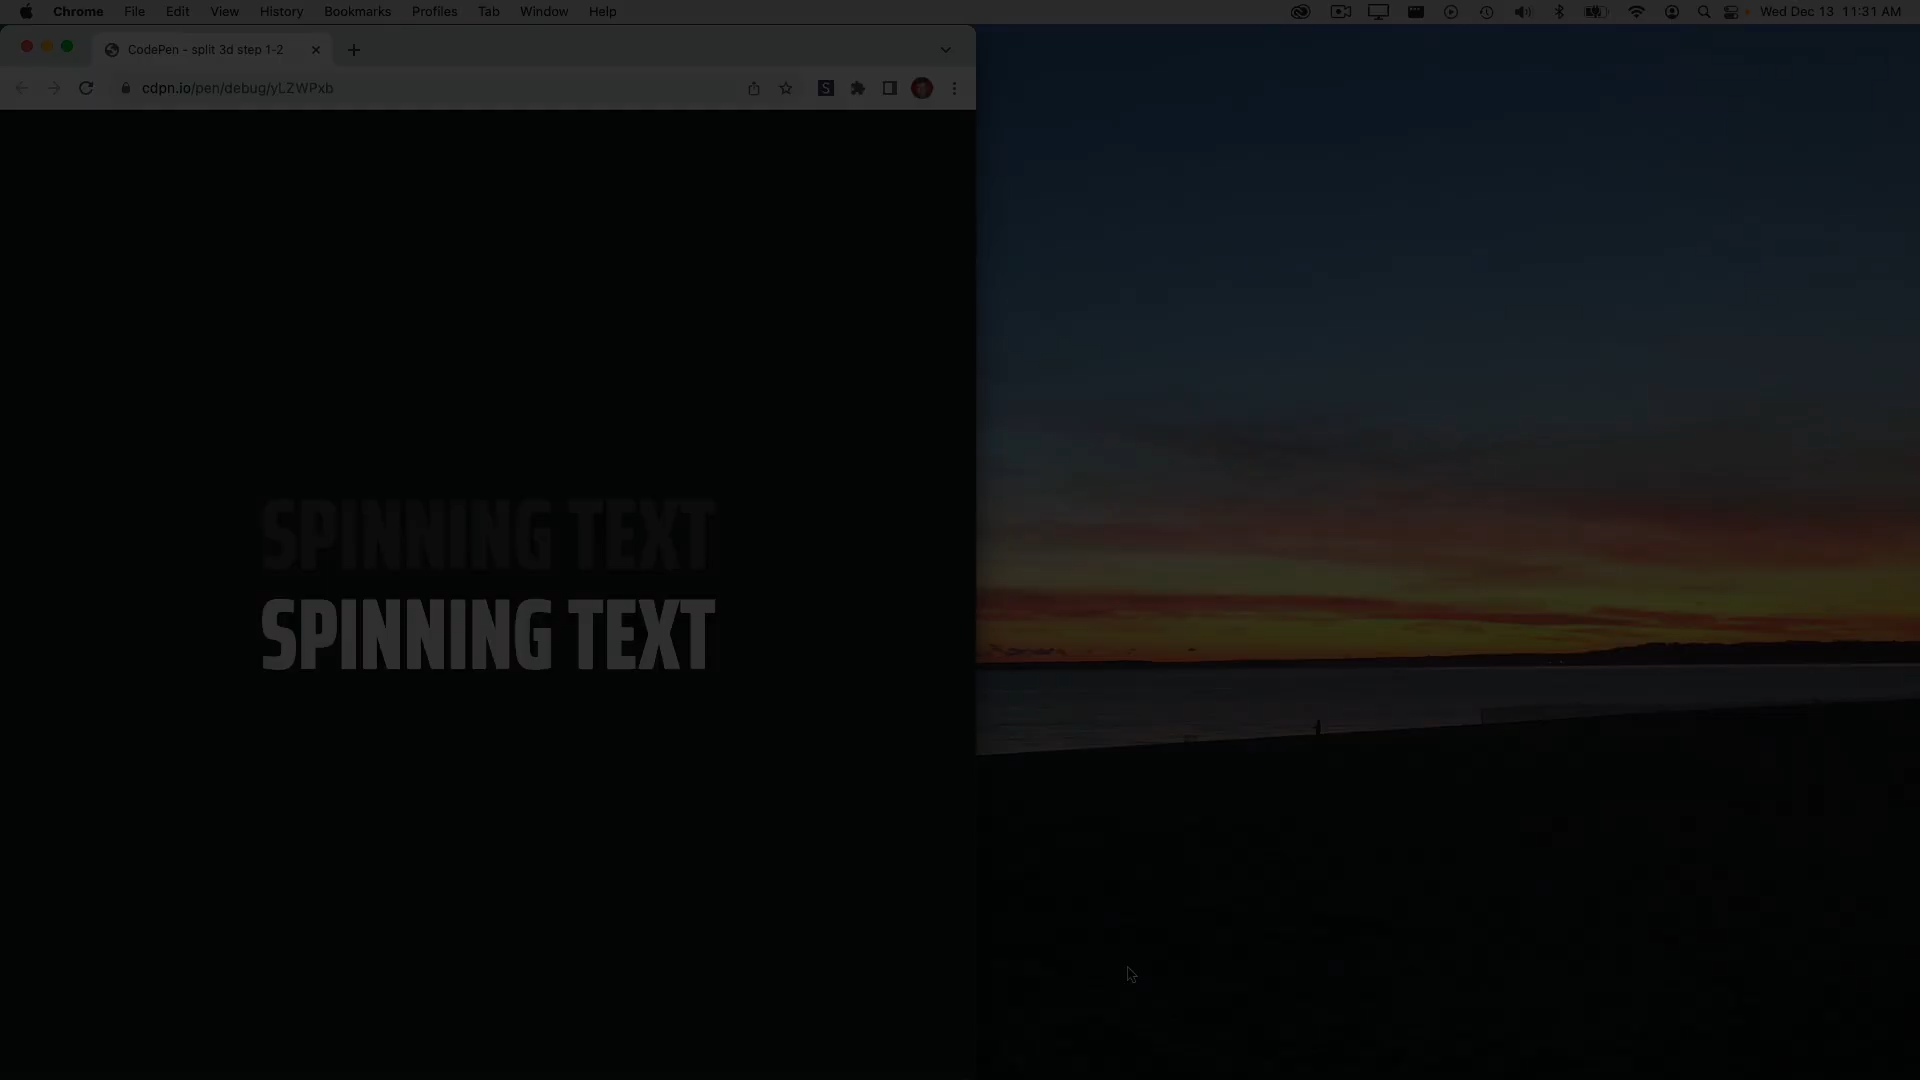 Chrome File Edit View History Bookmarks Profiles Tab Window Help Wed Dec 13 11:31 AM
CodePen - split 3d step 1-2
cdpn.io/pen/debug/yLZWPxb
S
SPINNING TEXT
SPINNING TEXT